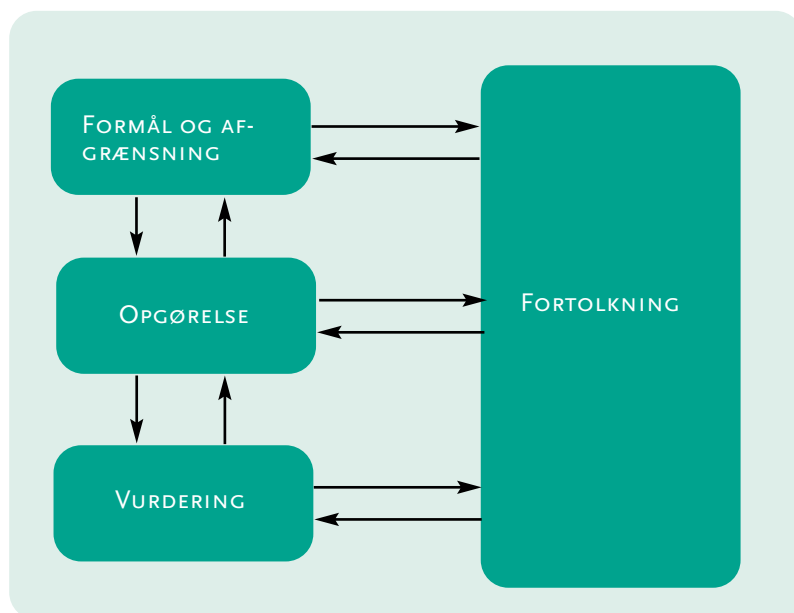 Formål og af-
grænsning
Opgørelse
Fortolkning
Vurdering